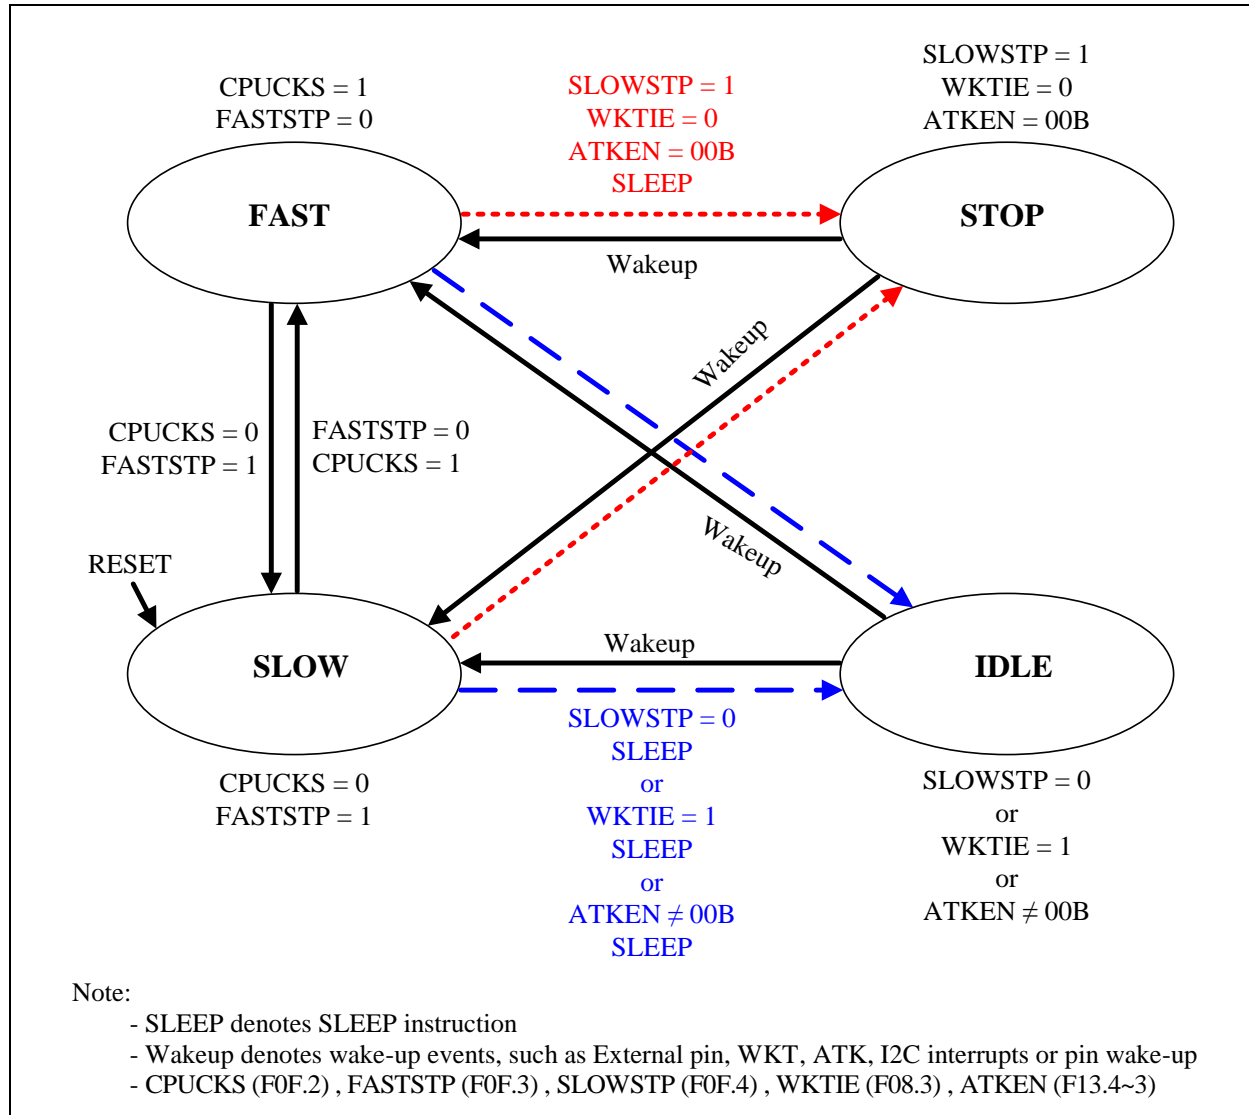 CPUCKS = 1
FASTSTP = 0
SLOWSTP = 1
WKTIE = 0
ATKEN = 00B
SLEEP
SLOWSTP = 1
WKTIE = 0
ATKEN = 00B
FAST
STOP
Wakeup
Wakeup
CPUCKS = 0
FASTSTP = 1
FASTSTP = 0
CPUCKS = 1
Wakeup
RESET
Wakeup
SLOW
IDLE
CPUCKS = 0
FASTSTP = 1
SLOWSTP = 0
SLEEP
or
WKTIE = 1
SLEEP
or
ATKEN ≠ 00B
SLEEP
SLOWSTP = 0
or
WKTIE = 1
or
ATKEN ≠ 00B
Note:
- SLEEP denotes SLEEP instruction
- Wakeup denotes wake-up events, such as External pin, WKT, ATK, I2C interrupts or pin wake-up
- CPUCKS (F0F.2) , FASTSTP (F0F.3) , SLOWSTP (F0F.4) , WKTIE (F08.3) , ATKEN (F13.4~3)